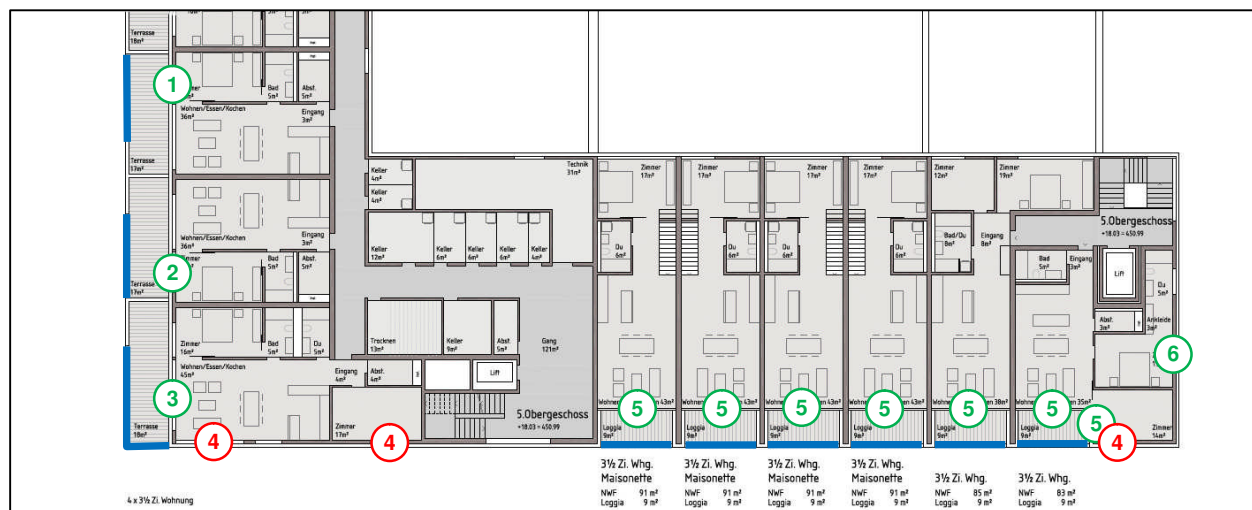 Terrasse
18m²
16m²
5m²
5m²
1
Bad
5m²
Abst.
5m²
Wohnen/Essen/Kochen
36m²
Eingang
3m²
Terrasse
17m²
36m²
Eingang
3m²
2
Bad
5m²
Abst.
5m²
Terrasse
17m²
Zimmer
16m²
Bad
5m²
Du
5m²
Wohnen/Essen/Kochen
45m²
3
Eingang
4m²
Abst.
4m²
Terrasse
18m²
4
Zimmer
17m²
4
Keller
4m²
Keller
4m²
Technik
31m²
Keller
12m²
Keller
6m²
Keller
6m²
Keller
6m²
Keller
4m²
Trocknen
13m²
Keller
9m²
Abst.
5m²
Gang
121m²
Lift
5.Obergeschoss
+18.03 = 450.99
Zimmer
17m²
Zimmer
17m²
Zimmer
17m²
Zimmer
17m²
Zimmer
12m²
Zimmer
19m²
Du
6m²
Du
6m²
Du
6m²
Du
6m²
Bad/Du
8m²
Eingang
8m²
5.Obergeschoss
+18.03 = 450.99
Bad
5m²
Eingang
13m²
Lift
Du
5m²
Abst.
3m²
Ankleide
3m²
6
43m²
43m²
43m²
43m²
38m²
35m²
5
5
5
5
5
5
5
4
Loggia
9m²
Loggia
9m²
Loggia
9m²
Loggia
9m²
Loggia
9m²
Loggia
9m²
Zimmer
14m²
3½ Zi. Whg.
Maisonette
NWF 91 m²
Loggia 9 m²
3½ Zi. Whg.
Maisonette
NWF 91 m²
Loggia 9 m²
3½ Zi. Whg.
Maisonette
NWF 91 m²
Loggia 9 m²
3½ Zi. Whg.
Maisonette
NWF 91 m²
Loggia 9 m²
3½ Zi. Whg.
NWF 85 m²
Loggia 9 m²
3½ Zi. Whg.
NWF 83 m²
Loggia 9 m²
4 x 3½ Zi. Wohnung